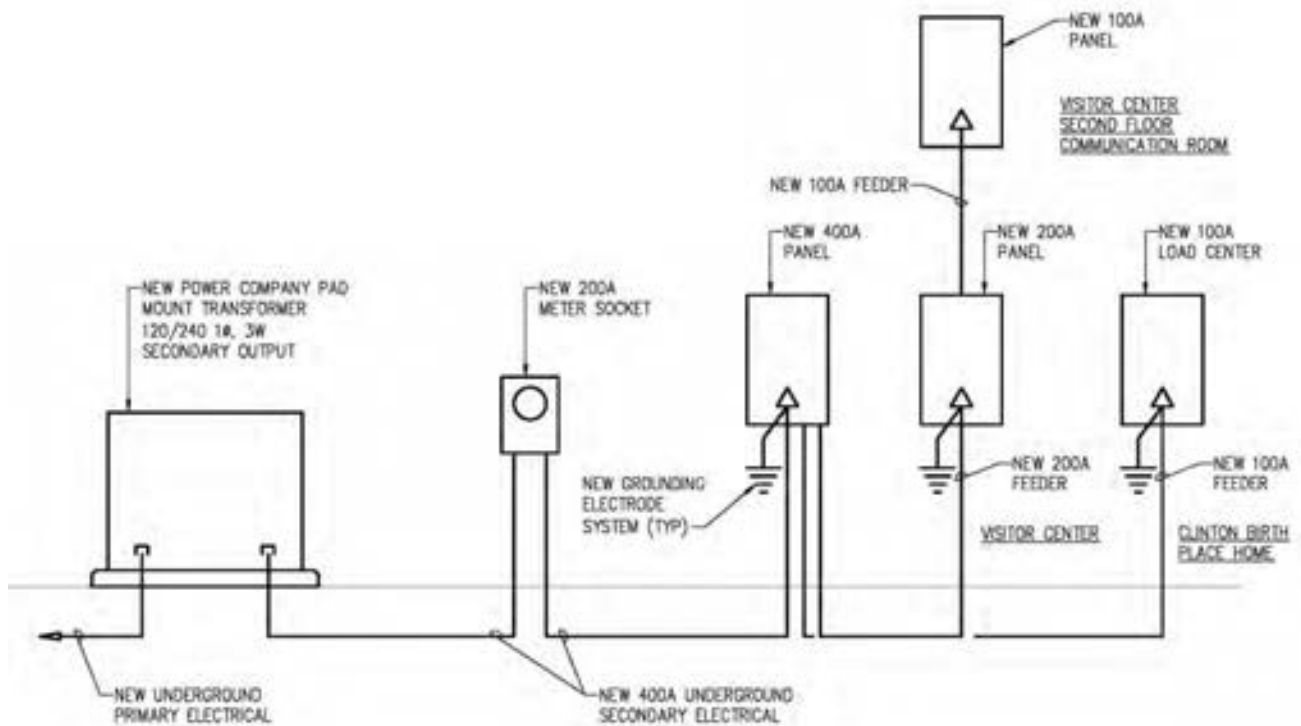 NEW 100A
PANEL
VISITOR CENTER
SECOND FLOOR
COMMUNICATION ROOM
NEW 100A FEEDER
NEW 400A
PANEL
NEW 200A
PANEL
NEW 100A
LOAD CENTER
NEW POWER COMPANY PAD
MOUNT TRANSFORMER
120/240 1ø, 3W
SECONDARY OUTPUT
NEW 200A
METER SOCKET
NEW GROUNDING
ELECTRODE
SYSTEM (TYP)
NEW 200A
FEEDER
NEW 100A
FEEDER
VISITOR CENTER
CLINTON BIRTH
PLACE HOME
NEW UNDERGROUND
PRIMARY ELECTRICAL
NEW 400A UNDERGROUND
SECONDARY ELECTRICAL